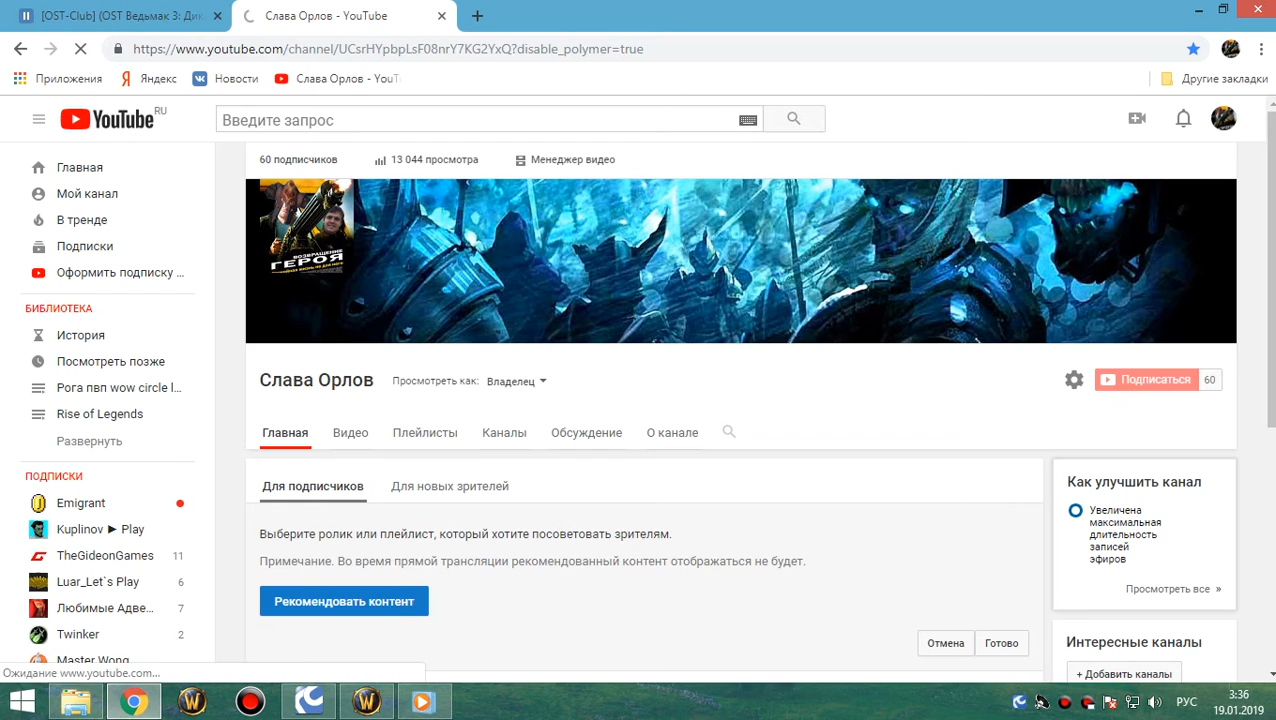 [OST-Club] (OST Ведьмак 3: Дик
Слава Орлов - YouTube
https://www.youtube.com/channel/UCsrHYpbpLsF08nrY7KG2YxQ?disable_polymer=true
Приложения
Яндекс
Новости
Слава Орлов - YouT
Другие закладки
YouTube RU
Введите запрос
60 подписчиков
13 044 просмотра
Менеджер видео
Главная
Мой канал
В тренде
Подписки
Оформить подписку ...
БИБЛИОТЕКА
История
Посмотреть позже
Рога пвп wow circle l...
Rise of Legends
Развернуть
ПОДПИСКИ
Emigrant
Kuplinov ► Play
TheGideonGames 11
Luar_Let`s Play 6
Любимые Адве... 7
Twinker 2
Master Wong
ВОЗВРАЩЕНИЕ
ГЕРОЯ
Слава Орлов
Просмотреть как: Владелец
Подписаться 60
Главная
Видео
Плейлисты
Каналы
Обсуждение
О канале
Для подписчиков
Для новых зрителей
Выберите ролик или плейлист, который хотите посоветовать зрителям.
Примечание. Во время прямой трансляции рекомендованный контент отображаться не будет.
Рекомендовать контент
Отмена
Готово
Как улучшить канал
Увеличена
максимальная
длительность
записей
эфиров
Просмотреть все »
Интересные каналы
+ Добавить каналы
Ожидание www.youtube.com...
РУС
3:36
19.01.2019